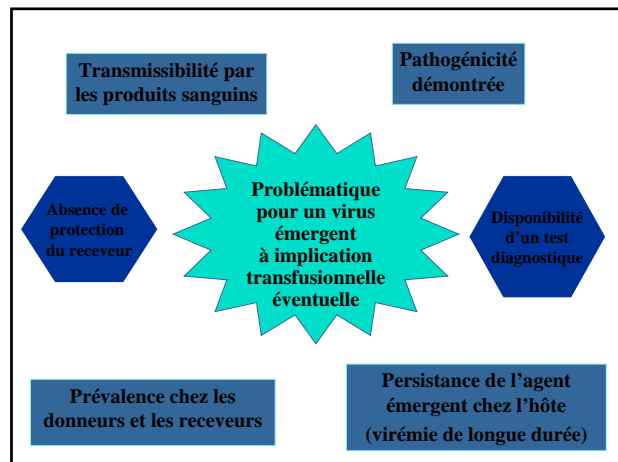 Transmissibilité par
les produits sanguins
Pathogénicité
démontrée
Absence de
protection
du receveur
Problématique
pour un virus
émergent
à implication
transfusionnelle
éventuelle
Disponibilité
d’un test
diagnostique
Prévalence chez les
donneurs et les receveurs
Persistance de l’agent
émergent chez l’hôte
(virémie de longue durée)